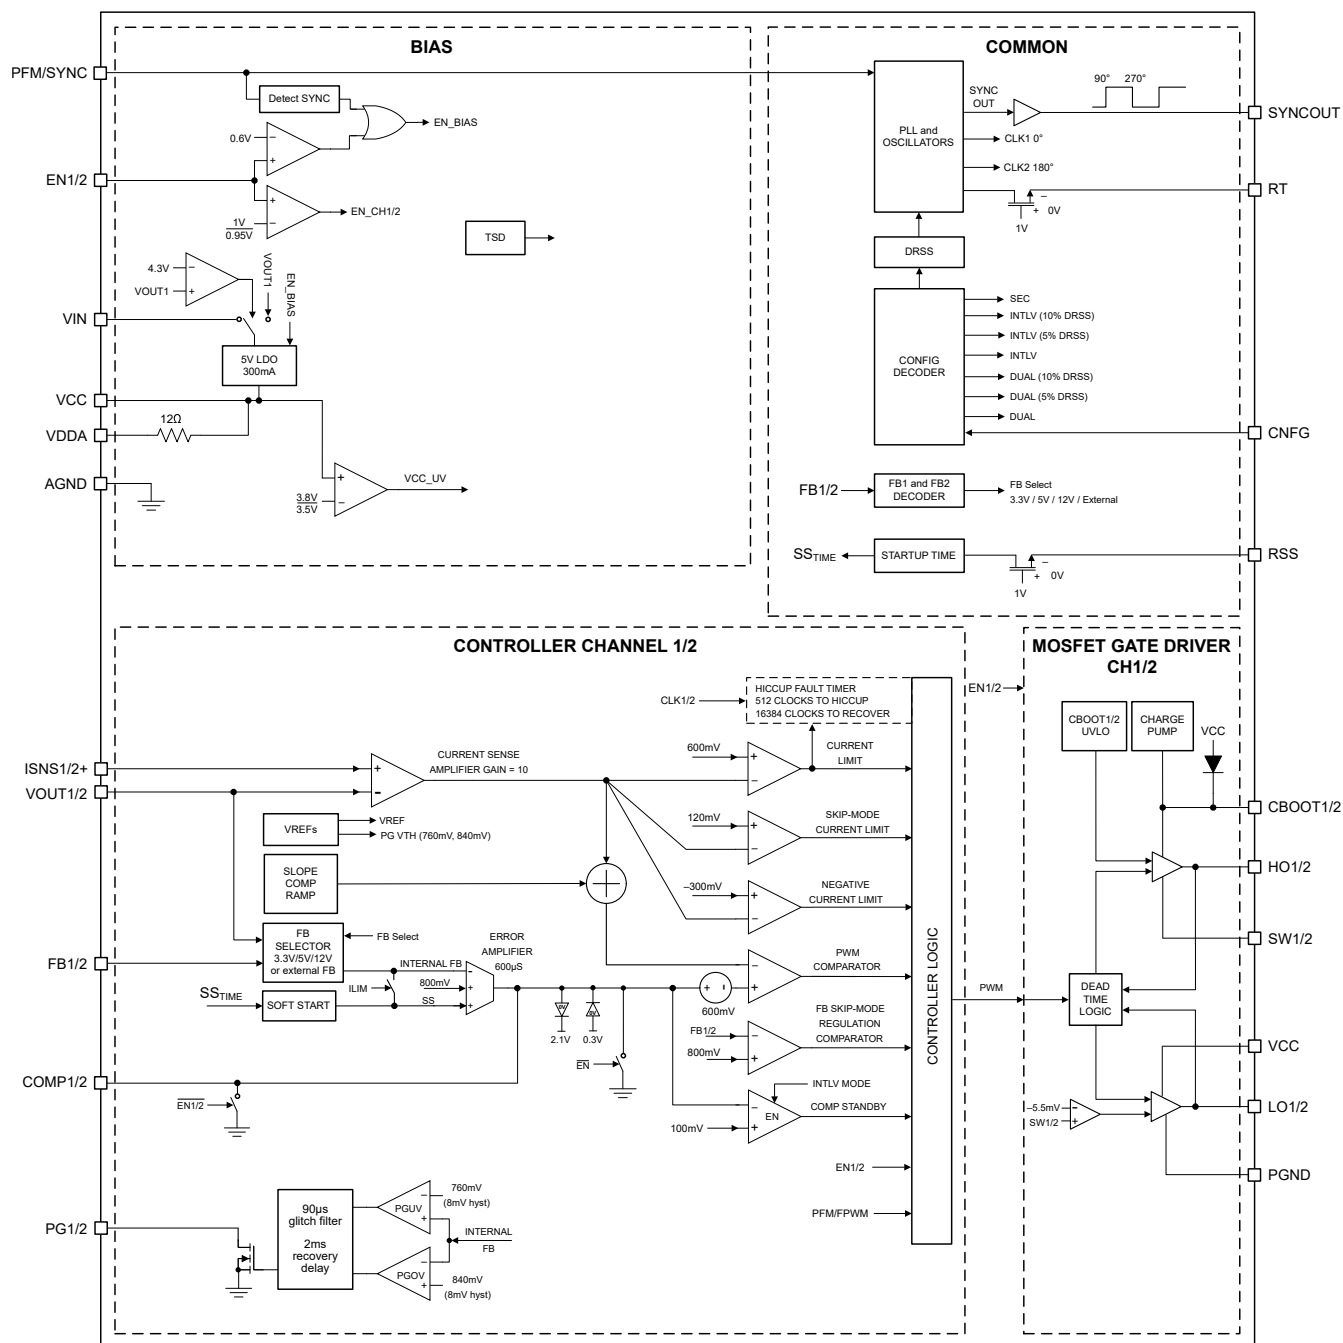 BIAS
COMMON
PFM/SYNC
Detect SYNC
EN_BIAS
0.6V
−
+
EN1/2
+
−
EN_CH1/2
1V
0.95V
TSD
4.3V
−
VOUT1
+
VOUT1
EN_BIAS
VIN
5V LDO
300mA
VCC
12Ω
VDDA
AGND
+
−
VCC_UV
3.8V
3.5V
PLL and
OSCILLATORS
SYNC
OUT
90°
270°
SYNCOUT
CLK1 0°
CLK2 180°
−
+
0V
1V
RT
DRSS
CONFIG
DECODER
SEC
INTLV (10% DRSS)
INTLV (5% DRSS)
INTLV
DUAL (10% DRSS)
DUAL (5% DRSS)
DUAL
CNFG
FB1/2
FB1 and FB2
DECODER
FB Select
3.3V / 5V / 12V / External
SSTIME
STARTUP TIME
−
+
0V
1V
RSS
CONTROLLER CHANNEL 1/2
MOSFET GATE DRIVER
CH1/2
CLK1/2
HICCUP FAULT TIMER
512 CLOCKS TO HICCUP
16384 CLOCKS TO RECOVER
ISNS1/2+
VOUT1/2
+
-
CURRENT SENSE
AMPLIFIER GAIN = 10
600mV
+
−
CURRENT
LIMIT
VREFs
VREF
PG VTH (760mV, 840mV)
120mV
+
−
SKIP-MODE
CURRENT LIMIT
SLOPE
COMP
RAMP
–300mV
+
−
NEGATIVE
CURRENT LIMIT
FB1/2
FB
SELECTOR
3.3V/5V/12V
or external FB
FB Select
ERROR
AMPLIFIER
600µS
INTERNAL FB
−
800mV
+
+
ILIM
SS
SSTIME
SOFT START
2.1V
0V
0.3V
0V
EN
+
600mV
−
+
PWM
COMPARATOR
FB1/2
−
800mV
+
FB SKIP-MODE
REGULATION
COMPARATOR
COMP1/2
EN1/2
INTLV MODE
−
EN
100mV
+
COMP STANDBY
EN1/2
PFM/FPWM
CONTROLLER LOGIC
PG1/2
90µs
glitch filter
2ms
recovery
delay
PGUV
−
+
760mV
(8mV hyst)
INTERNAL
FB
PGOV
−
+
840mV
(8mV hyst)
EN1/2
CBOOT1/2
UVLO
CHARGE
PUMP
VCC
CBOOT1/2
HO1/2
SW1/2
PWM
DEAD
TIME
LOGIC
VCC
–5.5mV
−
SW1/2
+
LO1/2
PGND